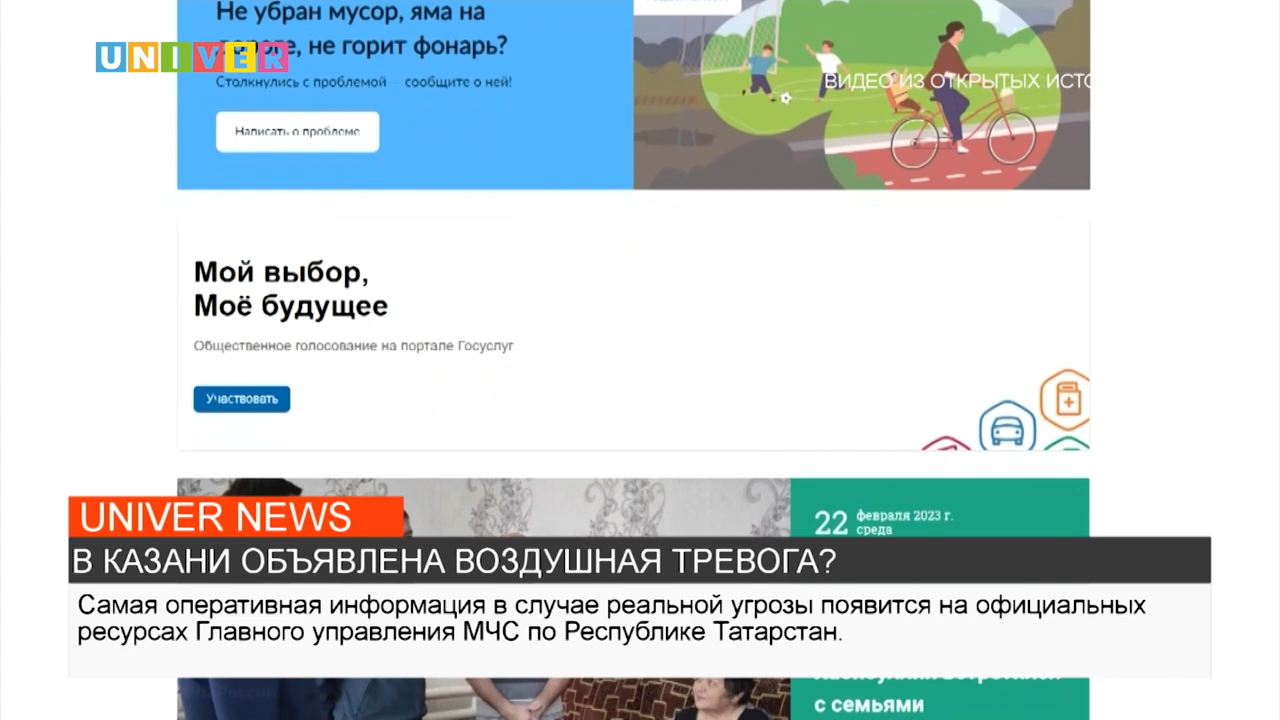 Не убран мусор, яма на
дороге, не горит фонарь?
UNIVER
Столкнулись с проблемой — сообщите о ней!
ВИДЕО ИЗ ОТКРЫТЫХ ИСТО
Написать о проблеме
Мой выбор,
Моё будущее
Общественное голосование на портале Госуслуг
Участвовать
22 февраля 2023 г.
среда
UNIVER NEWS
В КАЗАНИ ОБЪЯВЛЕНА ВОЗДУШНАЯ ТРЕВОГА?
Самая оперативная информация в случае реальной угрозы появится на официальных
ресурсах Главного управления МЧС по Республике Татарстан.
с семьями